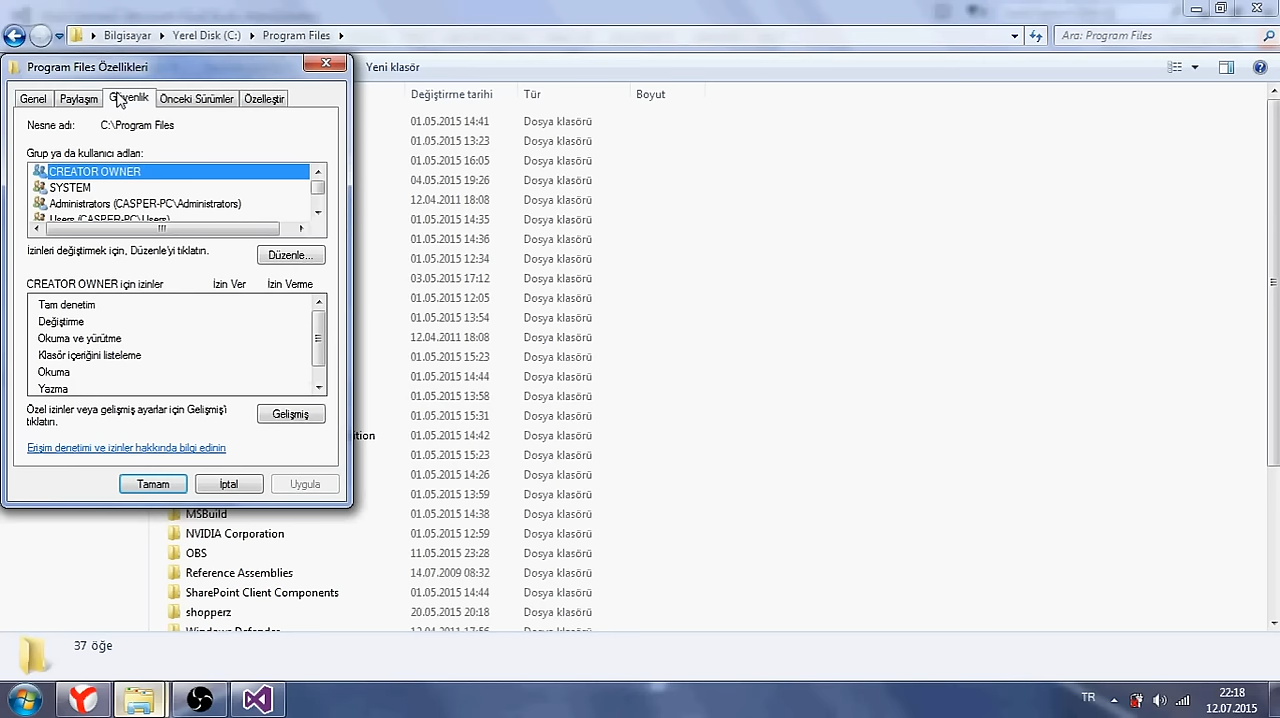 Bilgisayar ▸ Yerel Disk (C:) ▸ Program Files ▸
Ara: Program Files
Program Files Özellikleri
Yeni klasör
Genel Paylaşım Güvenlik Önceki Sürümler Özelleştir
Nesne adı: C:\Program Files
Grup ya da kullanıcı adları:
CREATOR OWNER
SYSTEM
Administrators (CASPER-PC\Administrators)
Users (CASPER-PC\Users)
İzinleri değiştirmek için, Düzenle'yi tıklatın.
Düzenle...
CREATOR OWNER için izinler İzin Ver İzin Verme
Tam denetim
Değiştirme
Okuma ve yürütme
Klasör içeriğini listeleme
Okuma
Yazma
Özel izinler veya gelişmiş ayarlar için Gelişmiş'i
tıklatın.
Gelişmiş
Erişim denetimi ve izinler hakkında bilgi edinin
Tamam İptal Uygula
Değiştirme tarihi Tür Boyut
01.05.2015 14:41 Dosya klasörü
01.05.2015 13:23 Dosya klasörü
01.05.2015 16:05 Dosya klasörü
04.05.2015 19:26 Dosya klasörü
12.04.2011 18:08 Dosya klasörü
01.05.2015 14:35 Dosya klasörü
01.05.2015 14:36 Dosya klasörü
01.05.2015 12:34 Dosya klasörü
03.05.2015 17:12 Dosya klasörü
01.05.2015 12:05 Dosya klasörü
01.05.2015 13:54 Dosya klasörü
12.04.2011 18:08 Dosya klasörü
01.05.2015 15:23 Dosya klasörü
01.05.2015 14:44 Dosya klasörü
01.05.2015 13:58 Dosya klasörü
01.05.2015 15:31 Dosya klasörü
ition 01.05.2015 14:42 Dosya klasörü
01.05.2015 15:23 Dosya klasörü
01.05.2015 14:26 Dosya klasörü
01.05.2015 13:59 Dosya klasörü
MSBuild 01.05.2015 14:38 Dosya klasörü
NVIDIA Corporation 01.05.2015 12:59 Dosya klasörü
OBS 11.05.2015 23:28 Dosya klasörü
Reference Assemblies 14.07.2009 08:32 Dosya klasörü
SharePoint Client Components 01.05.2015 14:44 Dosya klasörü
shopperz 20.05.2015 20:18 Dosya klasörü
Windows Defender 12.04.2011 17:56 Dosya klasörü
37 öğe
TR
22:18
12.07.2015